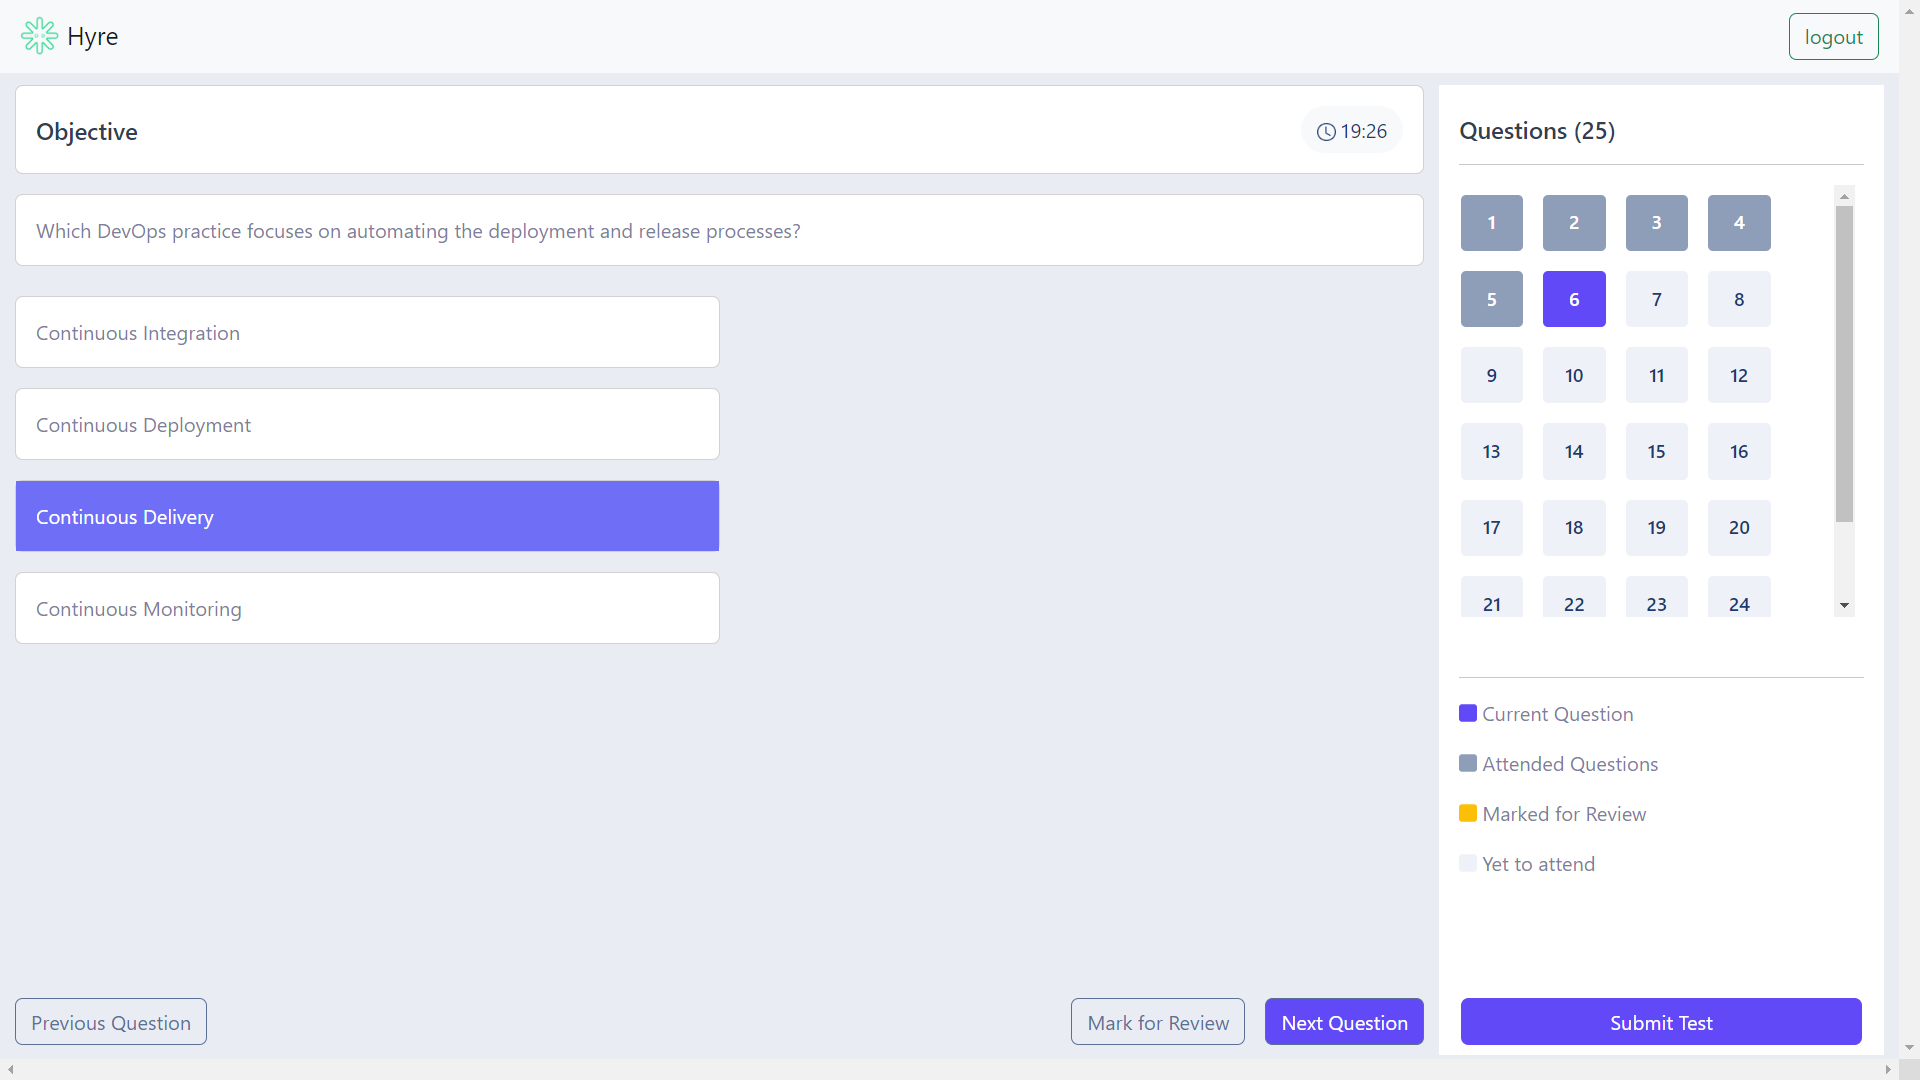 Hyre
logout
Objective
19:26
Which DevOps practice focuses on automating the deployment and release processes?
Continuous Integration
Continuous Deployment
Continuous Delivery
Continuous Monitoring
Previous Question
Mark for Review
Next Question
Questions (25)
1 2 3 4
5 6 7 8
9 10 11 12
13 14 15 16
17 18 19 20
21 22 23 24
Current Question
Attended Questions
Marked for Review
Yet to attend
Submit Test